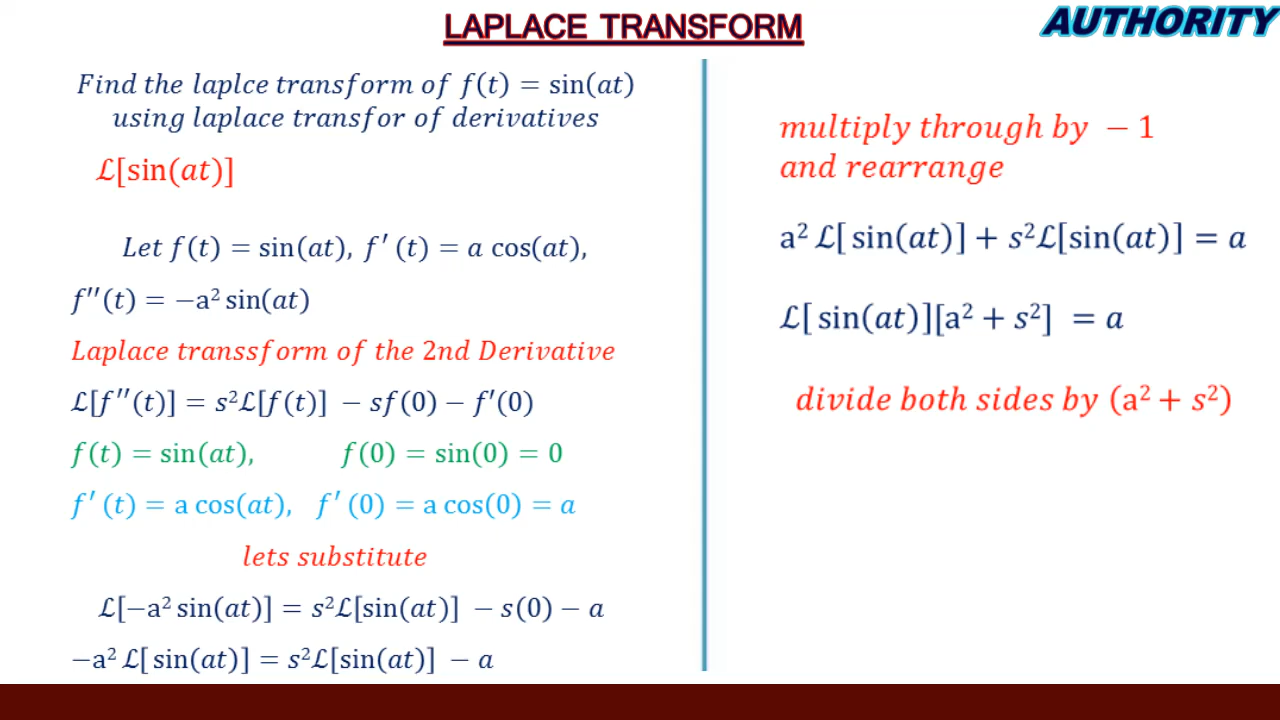 LAPLACE TRANSFORM
AUTHORITY
Find the laplce transform of f(t) = sin(at)
using laplace transfor of derivatives
ℒ[sin(at)]
Let f(t) = sin(at), f′ (t) = a cos(at),
f′′(t) = −a² sin(at)
Laplace transsform of the 2nd Derivative
ℒ[f′′(t)] = s²ℒ[f(t)] − sf(0) − f′(0)
f(t) = sin(at), f(0) = sin(0) = 0
f′ (t) = a cos(at), f′ (0) = a cos(0) = a
lets substitute
ℒ[−a² sin(at)] = s²ℒ[sin(at)] − s(0) − a
−a² ℒ[ sin(at)] = s²ℒ[sin(at)] − a
multiply through by − 1
and rearrange
a² ℒ[ sin(at)] + s²ℒ[sin(at)] = a
ℒ[ sin(at)][a² + s²] = a
divide both sides by (a² + s²)